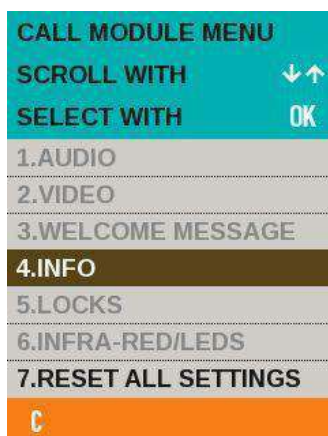 CALL MODULE MENU
SCROLL WITH ↓↑
SELECT WITH OK
1.AUDIO
2.VIDEO
3.WELCOME MESSAGE
4.INFO
5.LOCKS
6.INFRA-RED/LEDS
7.RESET ALL SETTINGS
C